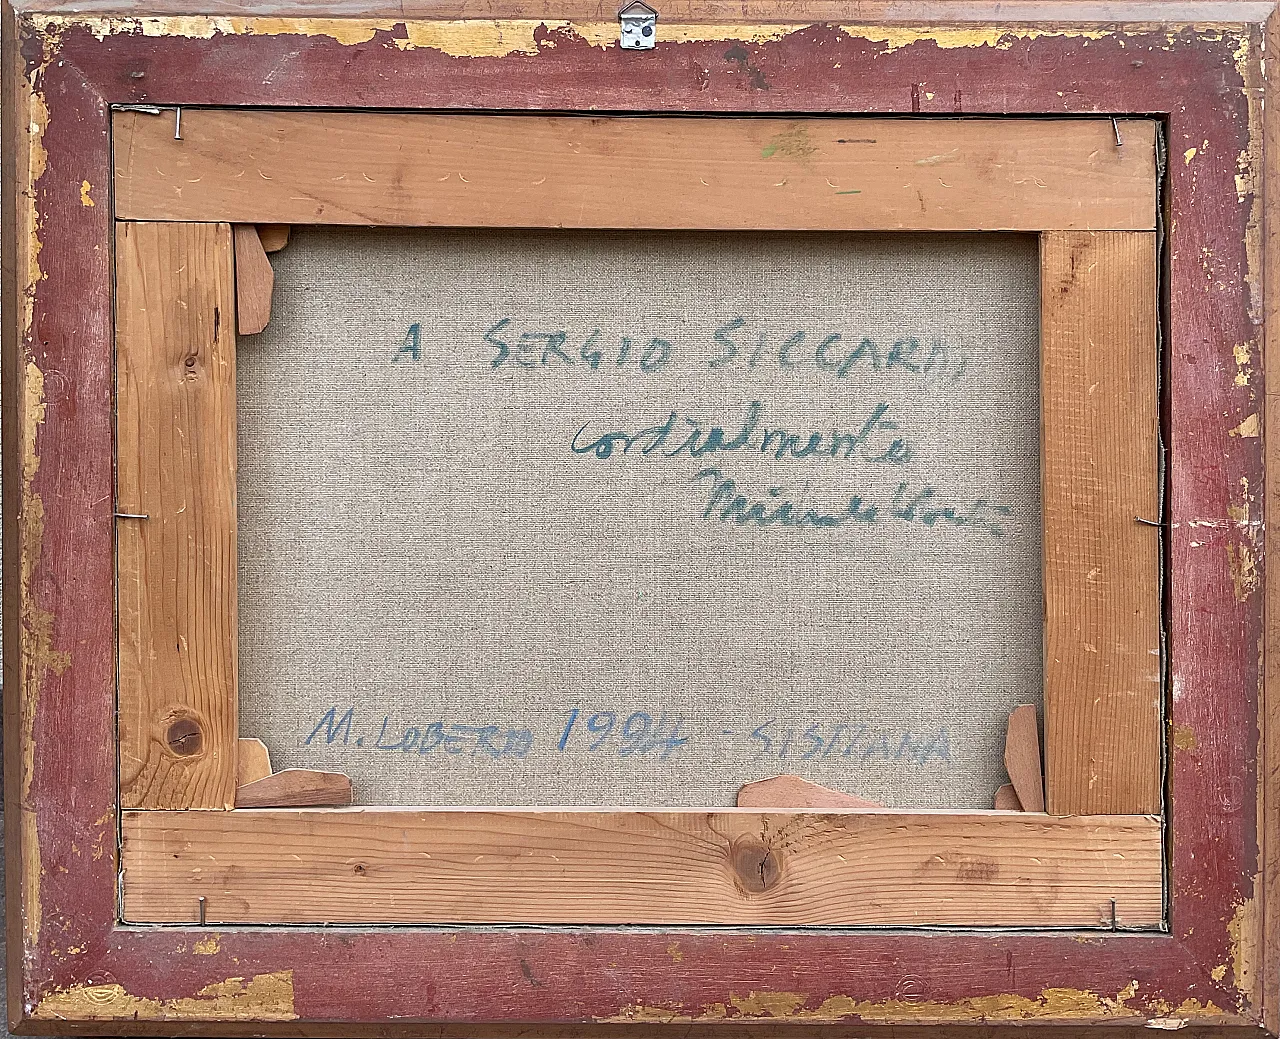 A SERGIO SICCARDI
cordialmente
M. LOBERTO 1994 - SISTIANA